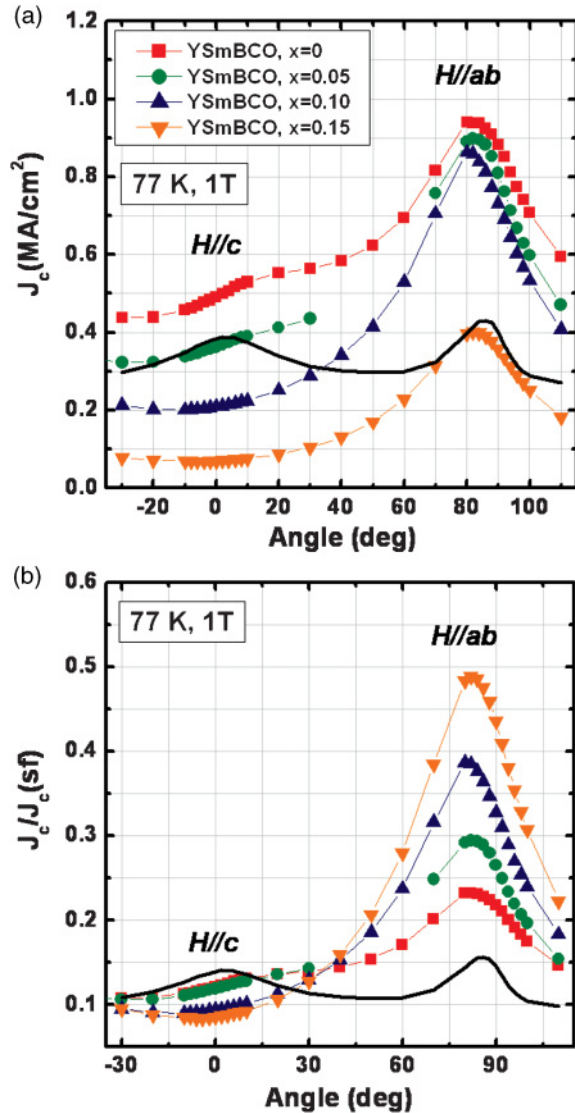 (a)
1.2
1.0
0.8
0.6
0.4
0.2
0.0
J_c(MA/cm²)
YSmBCO, x=0
YSmBCO, x=0.05
YSmBCO, x=0.10
YSmBCO, x=0.15
77 K, 1T
H//c
H//ab
-20 0 20 40 60 80 100
Angle (deg)
(b)
0.6
0.5
0.4
0.3
0.2
0.1
J_c/J_c(sf)
77 K, 1T
H//ab
H//c
-30 0 30 60 90
Angle (deg)